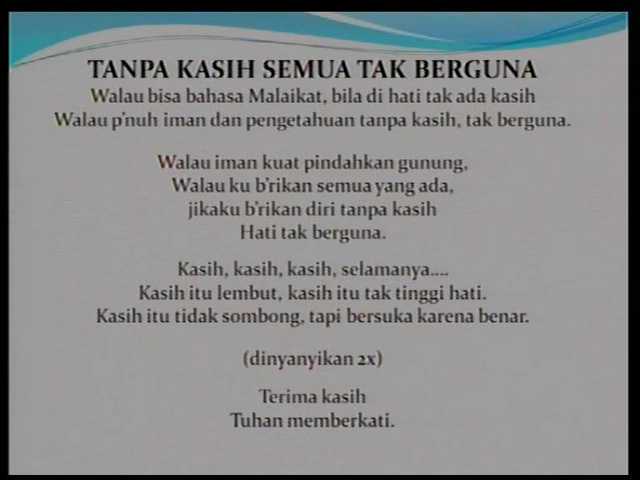 TANPA KASIH SEMUA TAK BERGUNA
Walau bisa bahasa Malaikat, bila di hati tak ada kasih
Walau p'nuh iman dan pengetahuan tanpa kasih, tak berguna.
Walau iman kuat pindahkan gunung,
Walau ku b'rikan semua yang ada,
jikaku b'rikan diri tanpa kasih
Hati tak berguna.
Kasih, kasih, kasih, selamanya....
Kasih itu lembut, kasih itu tak tinggi hati.
Kasih itu tidak sombong, tapi bersuka karena benar.
(dinyanyikan 2x)
Terima kasih
Tuhan memberkati.